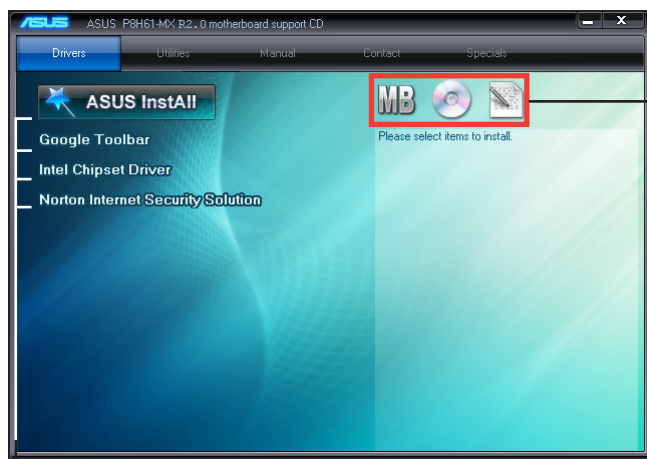 ASUS ASUS P8H61-MX R2.0 motherboard support CD
Drivers Utilities Manual Contact Specials
ASUS InstAll
MB
Please select items to install.
Google Toolbar
Intel Chipset Driver
Norton Internet Security Solution